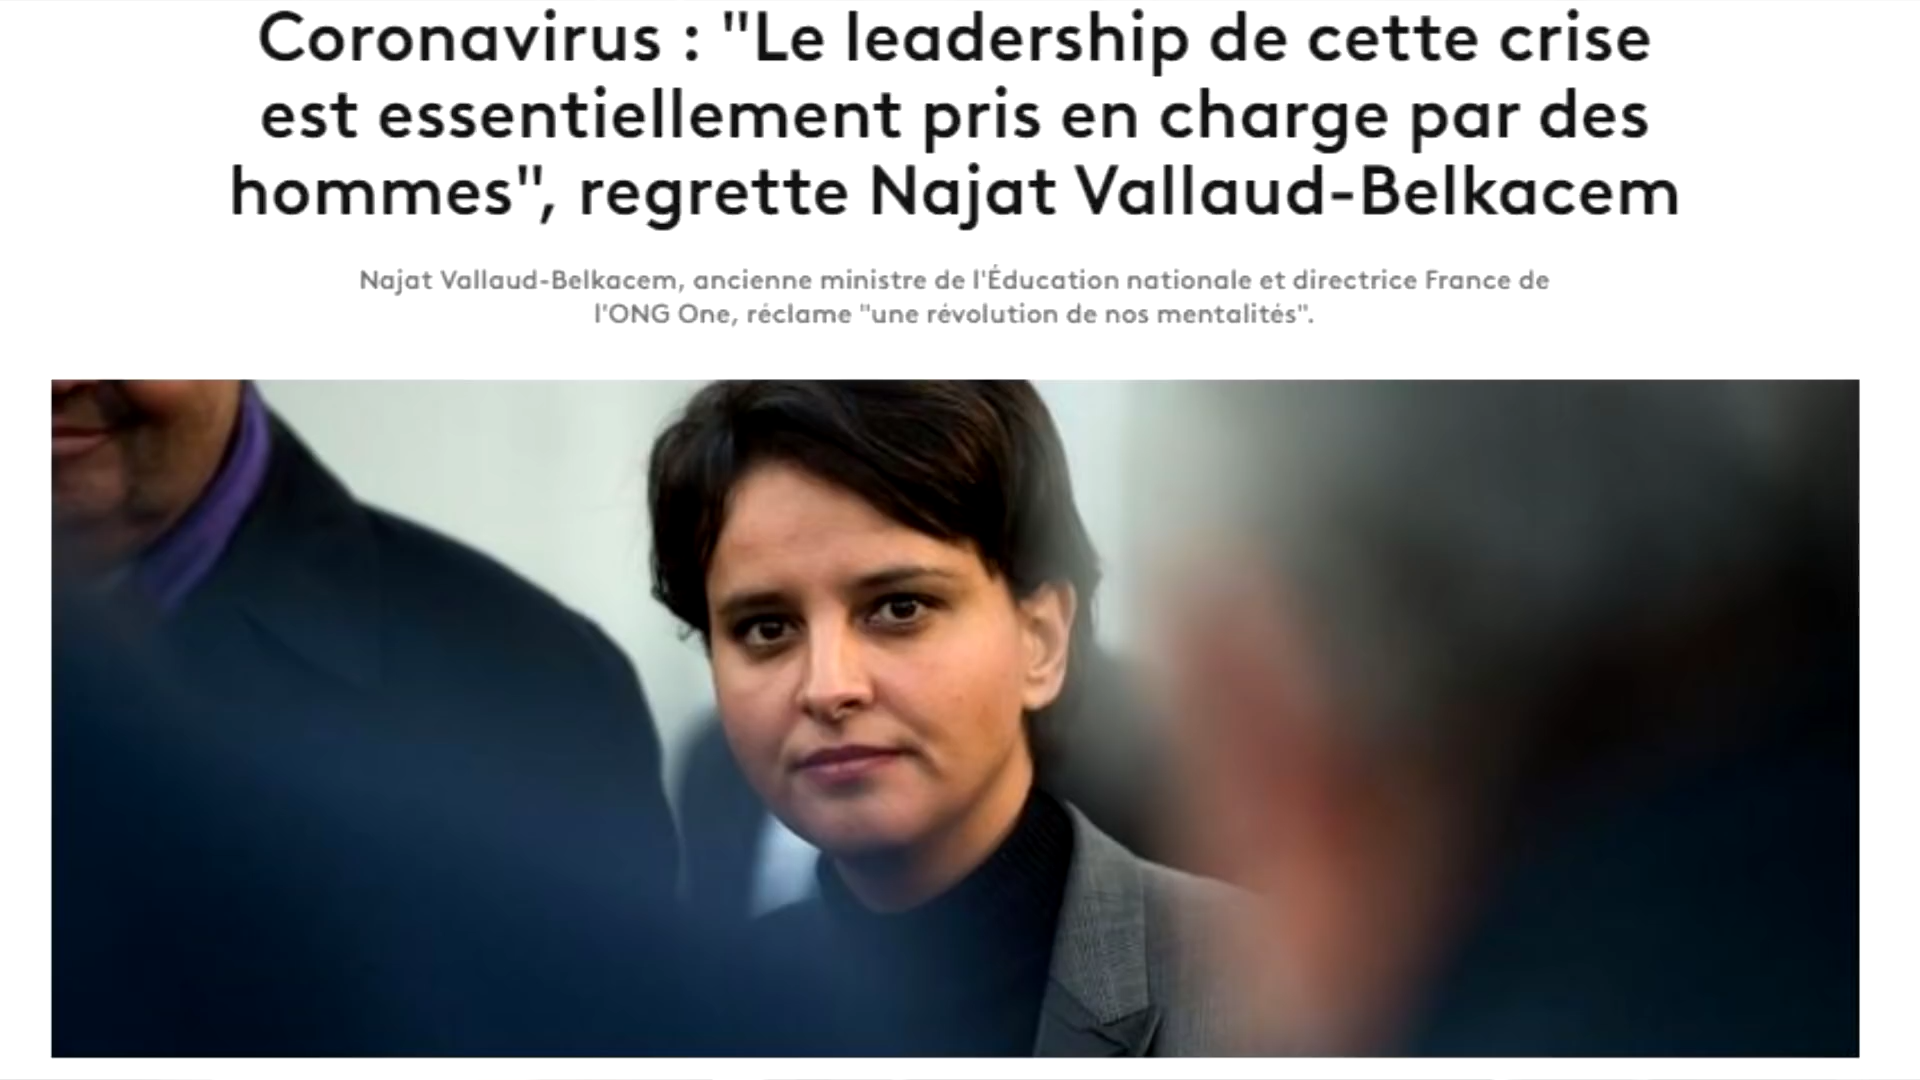 Coronavirus : "Le leadership de cette crise
est essentiellement pris en charge par des
hommes", regrette Najat Vallaud-Belkacem
Najat Vallaud-Belkacem, ancienne ministre de l'Éducation nationale et directrice France de
l'ONG One, réclame "une révolution de nos mentalités".